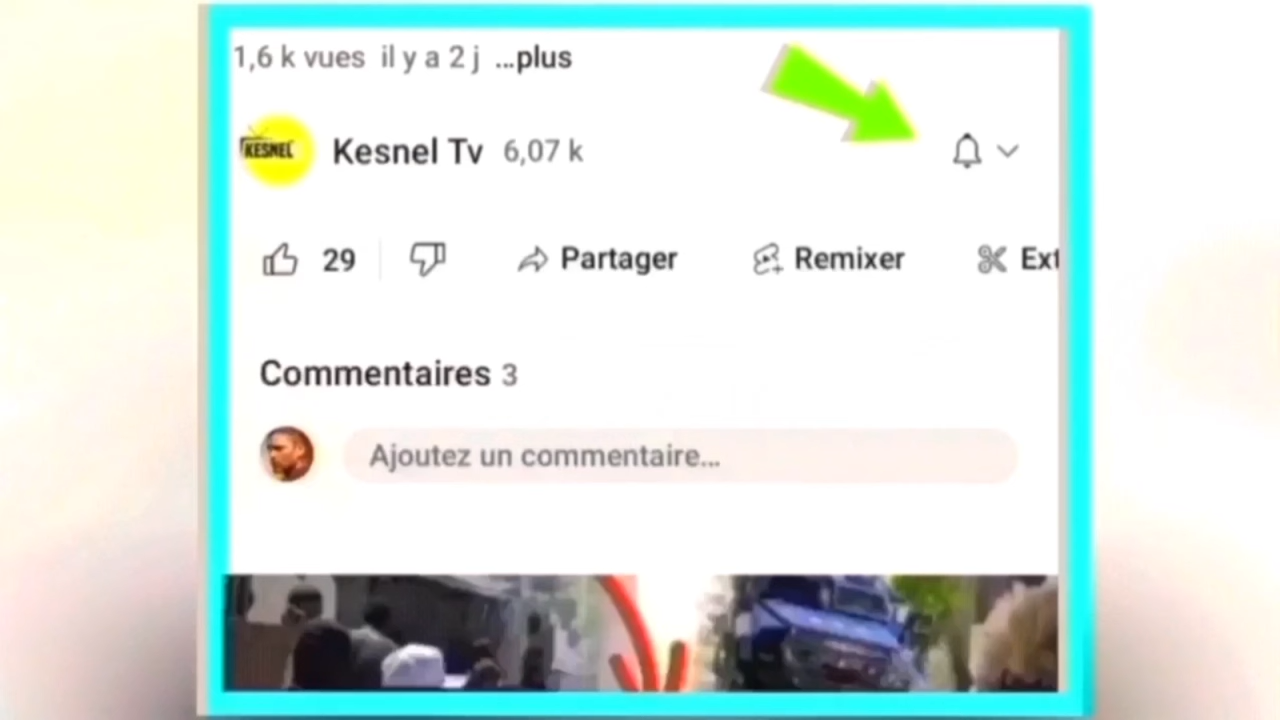 1,6 k vues il y a 2 j ...plus
KESNEL
Kesnel Tv 6,07 k
29 Partager Remixer Ext
Commentaires 3
Ajoutez un commentaire...